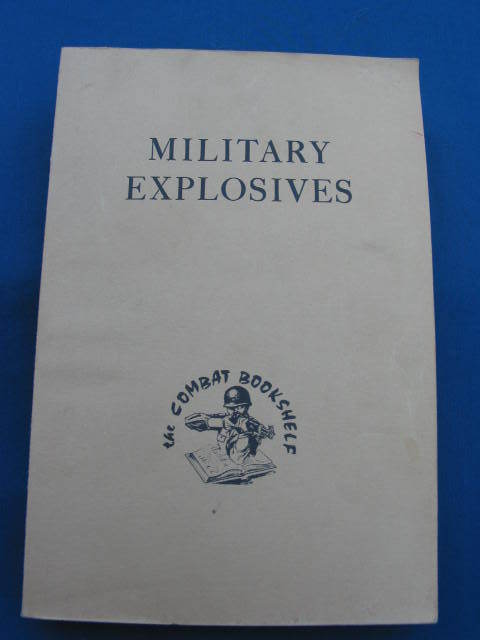 MILITARY
EXPLOSIVES
the COMBAT BOOKSHELF